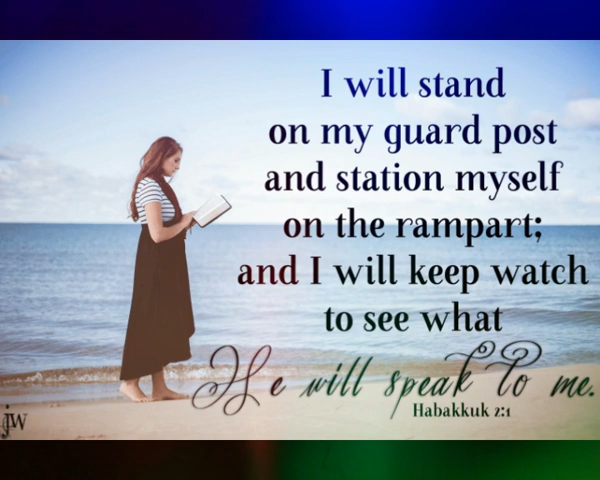 I will stand
on my guard post
and station myself
on the rampart;
and I will keep watch
to see what
He will speak to me.
Habakkuk 2:1
jw